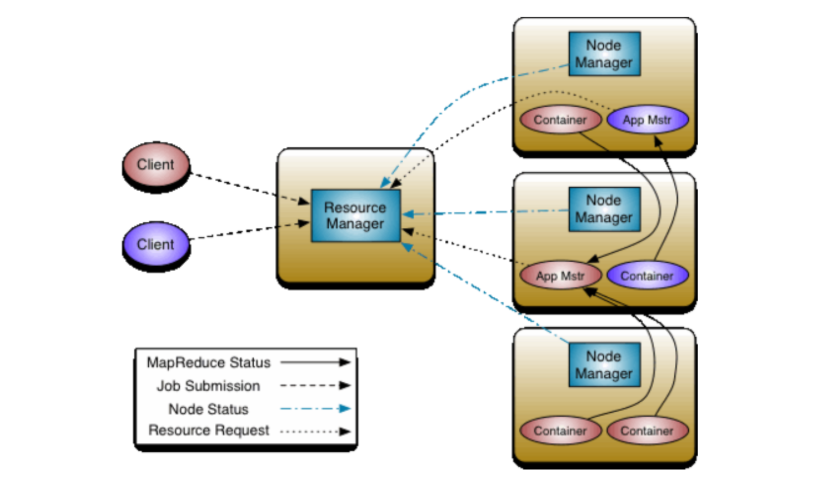 Client
Client
Resource
Manager
Node
Manager
Container
App Mstr
Node
Manager
App Mstr
Container
Node
Manager
Container
Container
MapReduce Status
Job Submission
Node Status
Resource Request